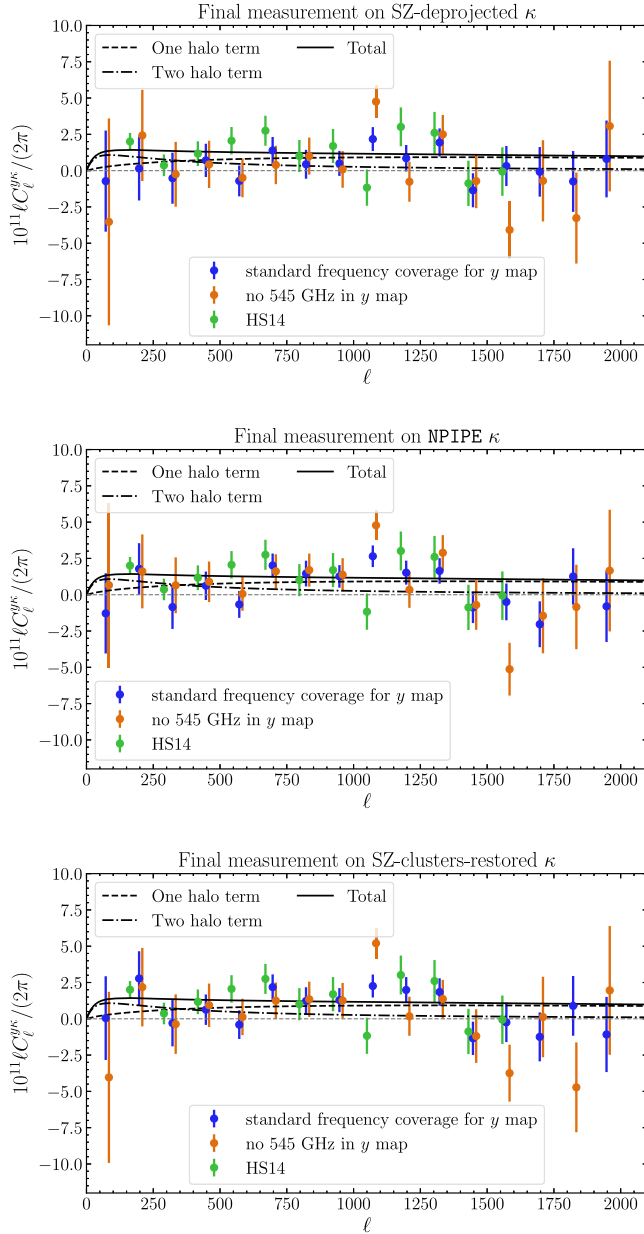 Final measurement on SZ-deprojected κ
One halo term
Total
Two halo term
10.0
7.5
5.0
2.5
0.0
−2.5
−5.0
−7.5
−10.0
10¹¹ℓC_ℓ^{yκ}/(2π)
standard frequency coverage for y map
no 545 GHz in y map
HS14
0 250 500 750 1000 1250 1500 1750 2000
ℓ
Final measurement on NPIPE κ
One halo term
Total
Two halo term
10.0
7.5
5.0
2.5
0.0
−2.5
−5.0
−7.5
−10.0
10¹¹ℓC_ℓ^{yκ}/(2π)
standard frequency coverage for y map
no 545 GHz in y map
HS14
0 250 500 750 1000 1250 1500 1750 2000
ℓ
Final measurement on SZ-clusters-restored κ
One halo term
Total
Two halo term
10.0
7.5
5.0
2.5
0.0
−2.5
−5.0
−7.5
−10.0
10¹¹ℓC_ℓ^{yκ}/(2π)
standard frequency coverage for y map
no 545 GHz in y map
HS14
0 250 500 750 1000 1250 1500 1750 2000
ℓ